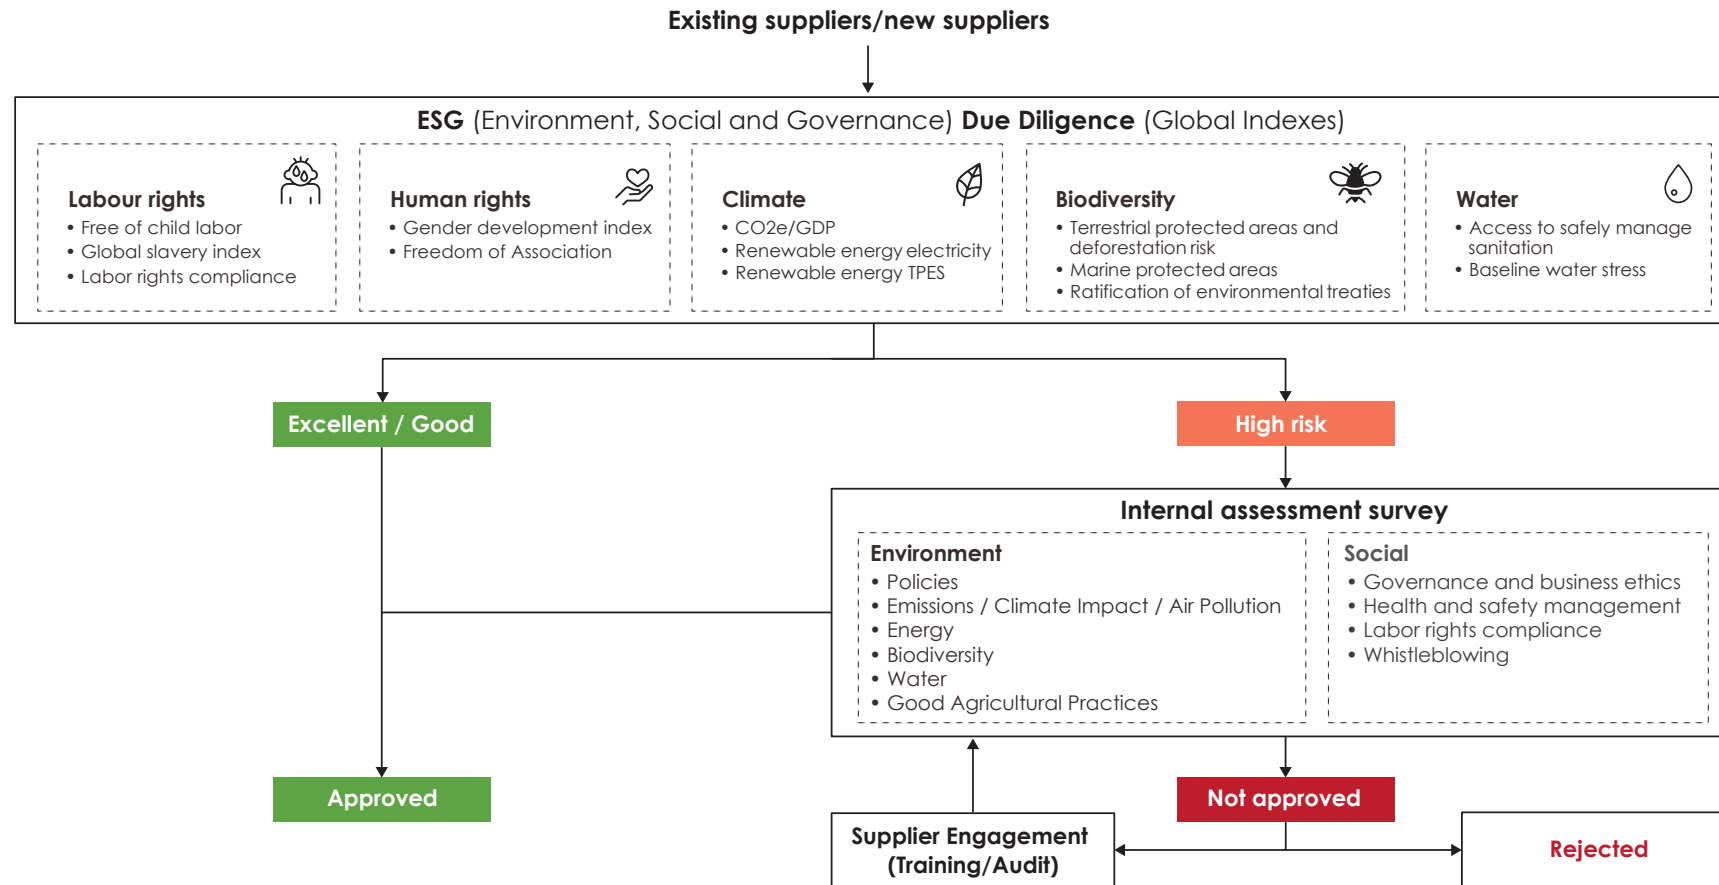 Existing suppliers/new suppliers
ESG (Environment, Social and Governance) Due Diligence (Global Indexes)
Labour rights
• Free of child labor
• Global slavery index
• Labor rights compliance
Human rights
• Gender development index
• Freedom of Association
Climate
• CO2e/GDP
• Renewable energy electricity
• Renewable energy TPES
Biodiversity
• Terrestrial protected areas and
deforestation risk
• Marine protected areas
• Ratification of environmental treaties
Water
• Access to safely manage
sanitation
• Baseline water stress
Excellent / Good
High risk
Internal assessment survey
Environment
• Policies
• Emissions / Climate Impact / Air Pollution
• Energy
• Biodiversity
• Water
• Good Agricultural Practices
Social
• Governance and business ethics
• Health and safety management
• Labor rights compliance
• Whistleblowing
Approved
Not approved
Supplier Engagement
(Training/Audit)
Rejected